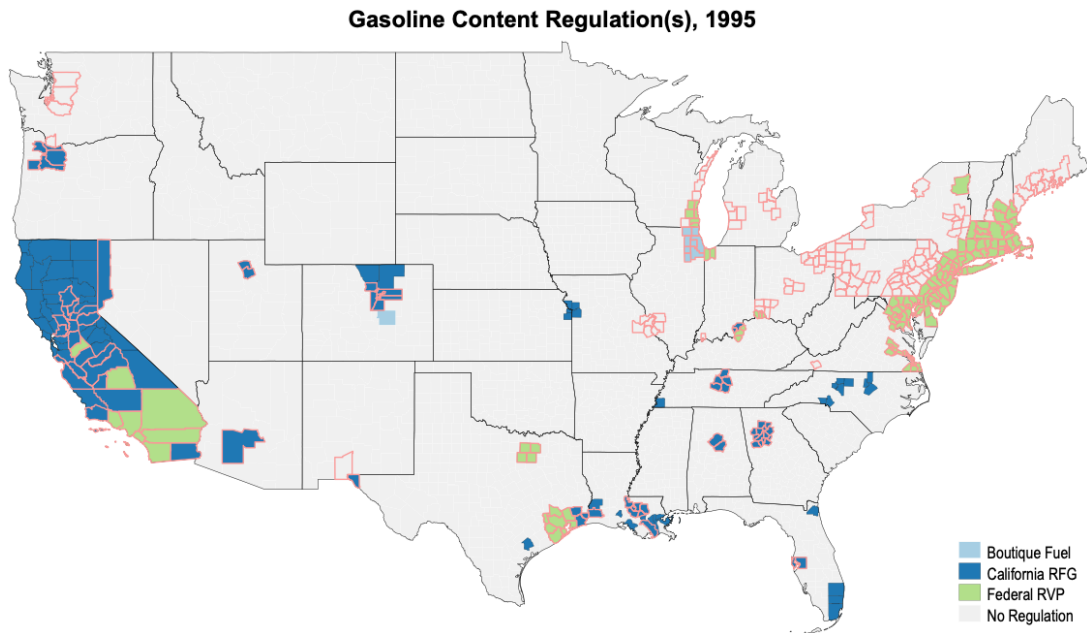 Gasoline Content Regulation(s), 1995
Boutique Fuel
California RFG
Federal RVP
No Regulation